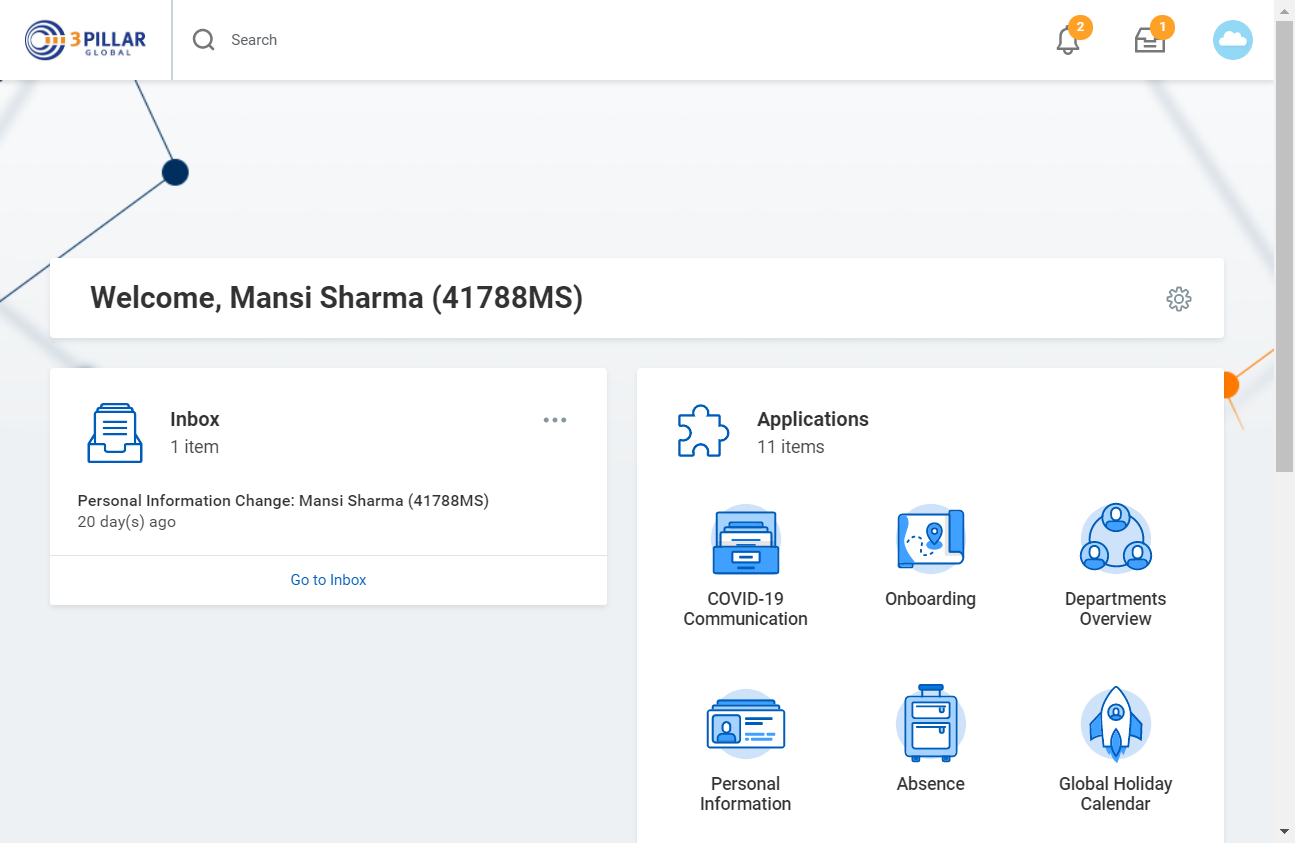 3PILLAR
GLOBAL
Search
2
1
Welcome, Mansi Sharma (41788MS)
Inbox
1 item
Personal Information Change: Mansi Sharma (41788MS)
20 day(s) ago
Go to Inbox
Applications
11 items
COVID-19
Communication
Onboarding
Departments
Overview
Personal
Information
Absence
Global Holiday
Calendar